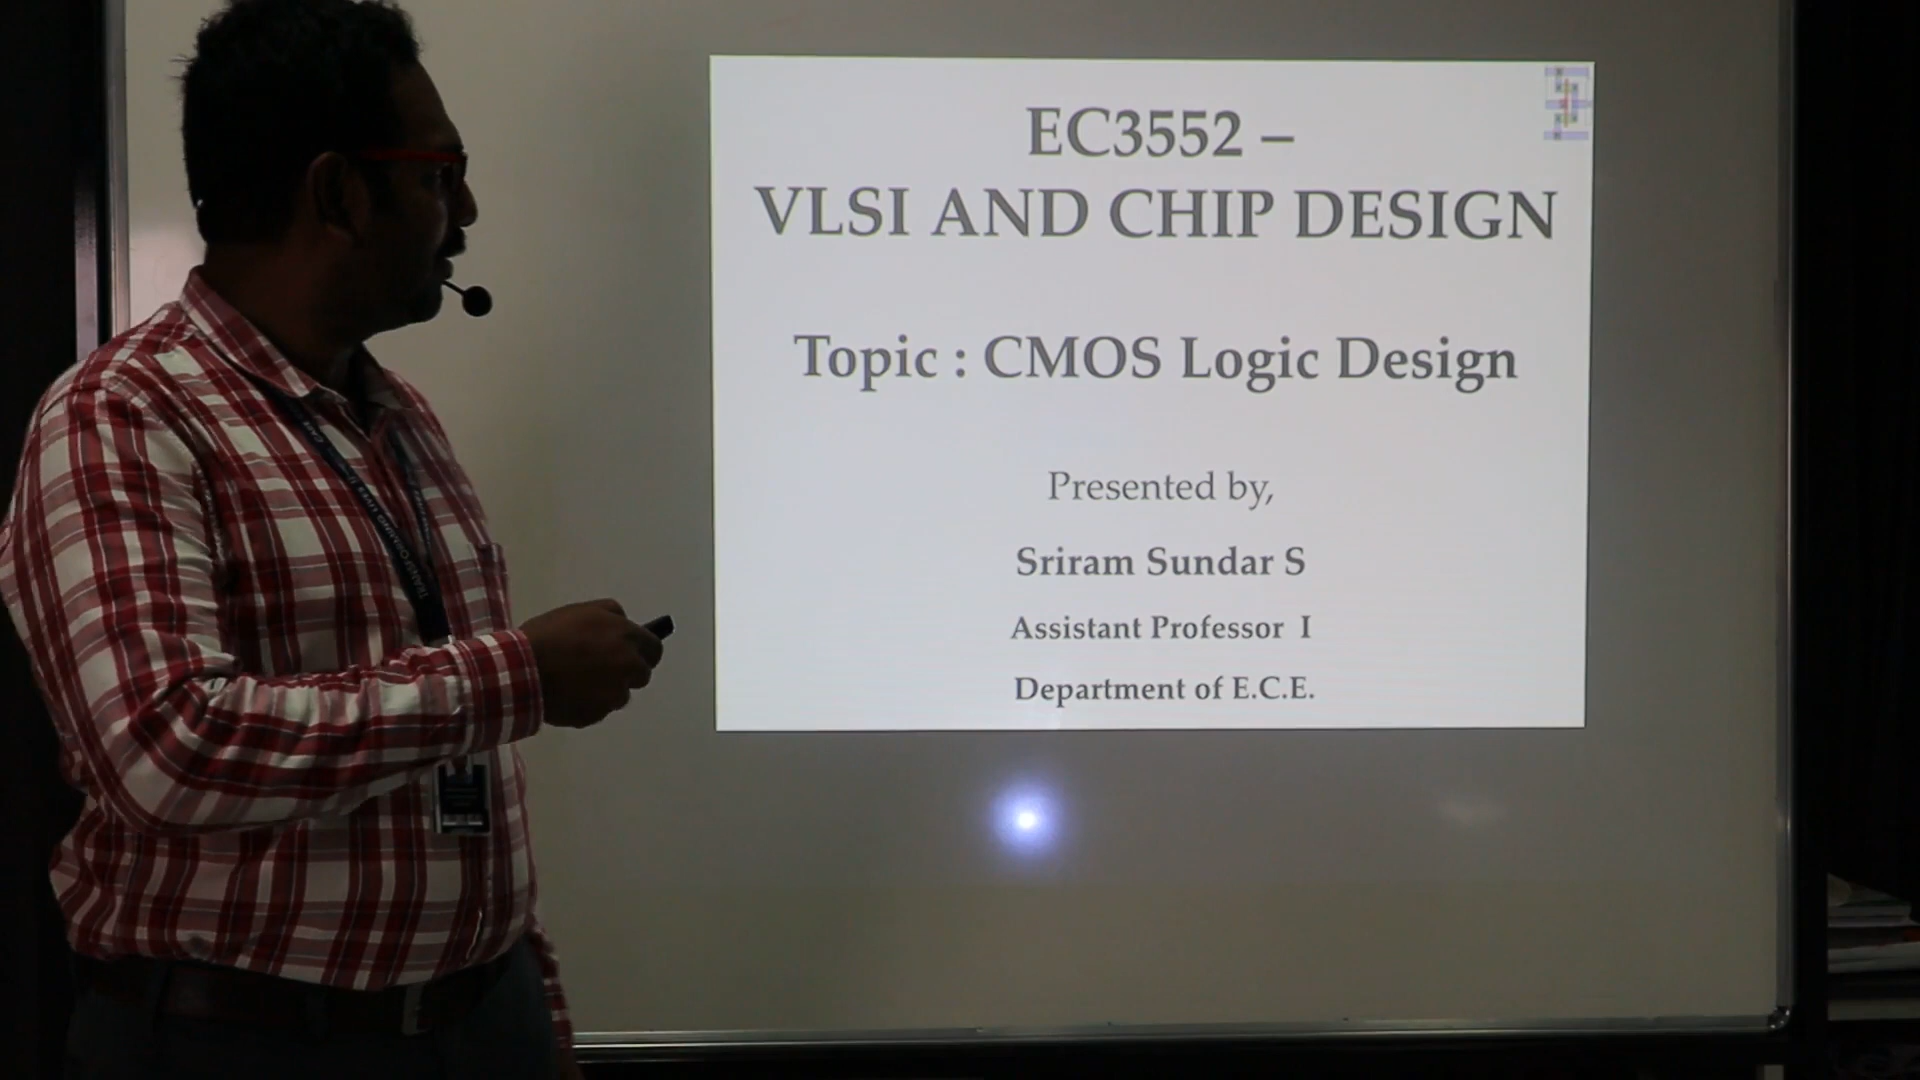 EC3552 –
VLSI AND CHIP DESIGN
Topic : CMOS Logic Design
Presented by,
Sriram Sundar S
Assistant Professor I
Department of E.C.E.